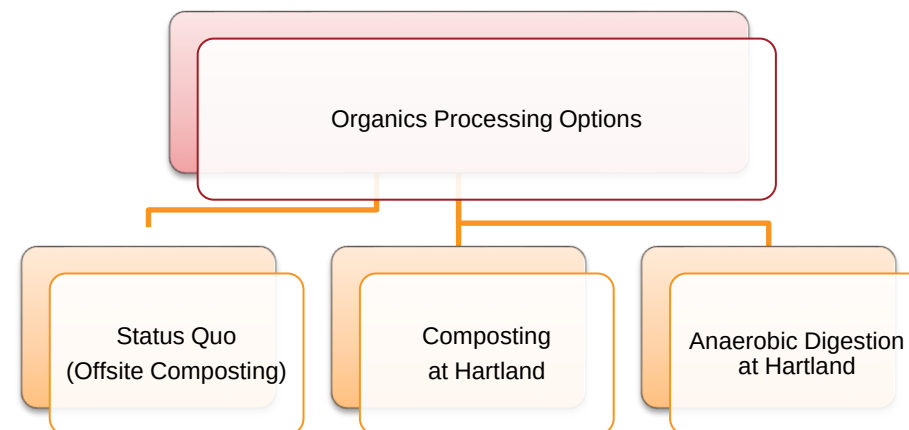 Organics Processing Options
Status Quo
(Offsite Composting)
Composting
at Hartland
Anaerobic Digestion
at Hartland